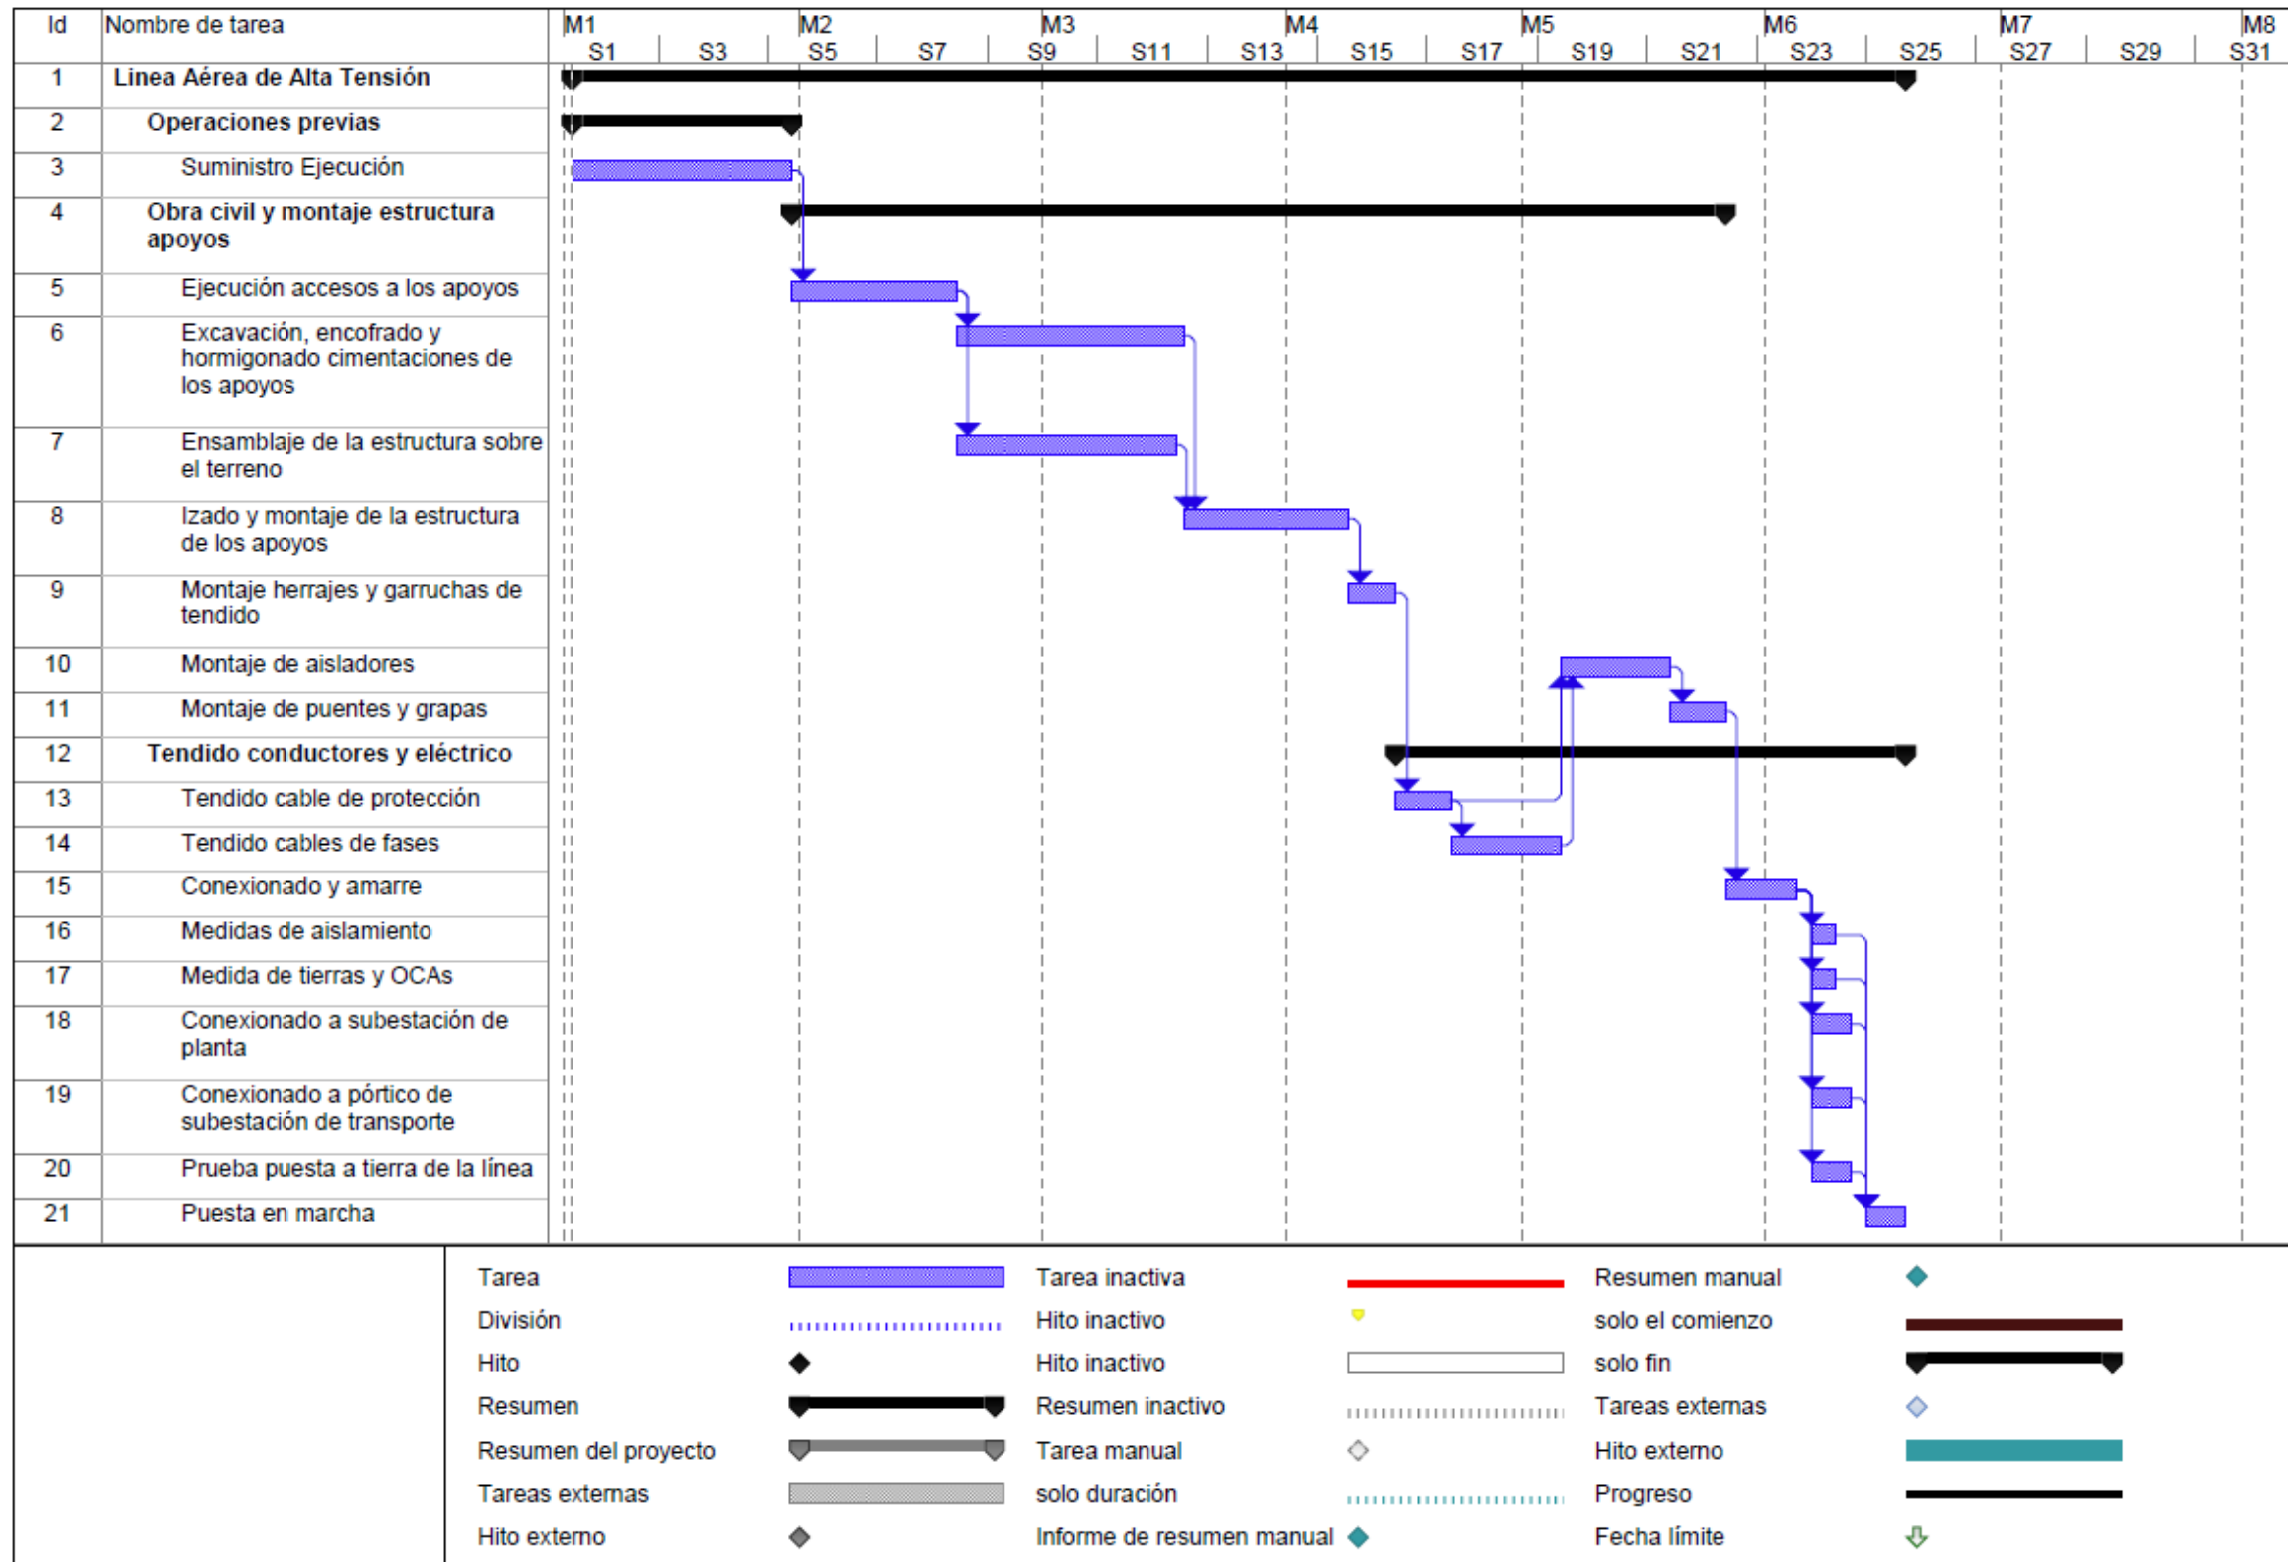 Id Nombre de tarea M1 M2 M3 M4 M5 M6 M7 M8
S1 S3 S5 S7 S9 S11 S13 S15 S17 S19 S21 S23 S25 S27 S29 S31
1 Linea Aérea de Alta Tensión
2 Operaciones previas
3 Suministro Ejecución
4 Obra civil y montaje estructura
apoyos
5 Ejecución accesos a los apoyos
6 Excavación, encofrado y
hormigonado cimentaciones de
los apoyos
7 Ensamblaje de la estructura sobre
el terreno
8 Izado y montaje de la estructura
de los apoyos
9 Montaje herrajes y garruchas de
tendido
10 Montaje de aisladores
11 Montaje de puentes y grapas
12 Tendido conductores y eléctrico
13 Tendido cable de protección
14 Tendido cables de fases
15 Conexionado y amarre
16 Medidas de aislamiento
17 Medida de tierras y OCAs
18 Conexionado a subestación de
planta
19 Conexionado a pórtico de
subestación de transporte
20 Prueba puesta a tierra de la línea
21 Puesta en marcha
Tarea Tarea inactiva Resumen manual
División Hito inactivo solo el comienzo
Hito Hito inactivo solo fin
Resumen Resumen inactivo Tareas externas
Resumen del proyecto Tarea manual Hito externo
Tareas externas solo duración Progreso
Hito externo Informe de resumen manual Fecha límite